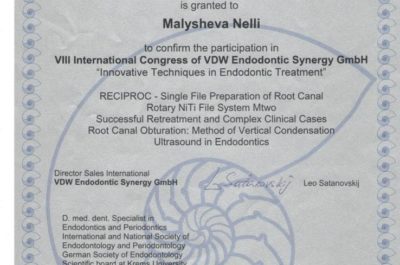 is granted to
Malysheva Nelli
to confirm the participation in
VIII International Congress of VDW Endodontic Synergy GmbH
"Innovative Techniques in Endodontic Treatment"
RECIPROC - Single File Preparation of Root Canal
Rotary NiTi File System Mtwo
Successful Retreatment and Complex Clinical Cases
Root Canal Obturation: Method of Vertical Condensation
Ultrasound in Endodontics
Director Sales International
VDW Endodontic Synergy GmbH
L. Satanovskij
Leo Satanovskij
D. med. dent. Specialist in
Endodontics and Periodontics
International and National Society of
Endodontology and Periodontology
German Society of Endodontology
Scientific board at Krems University